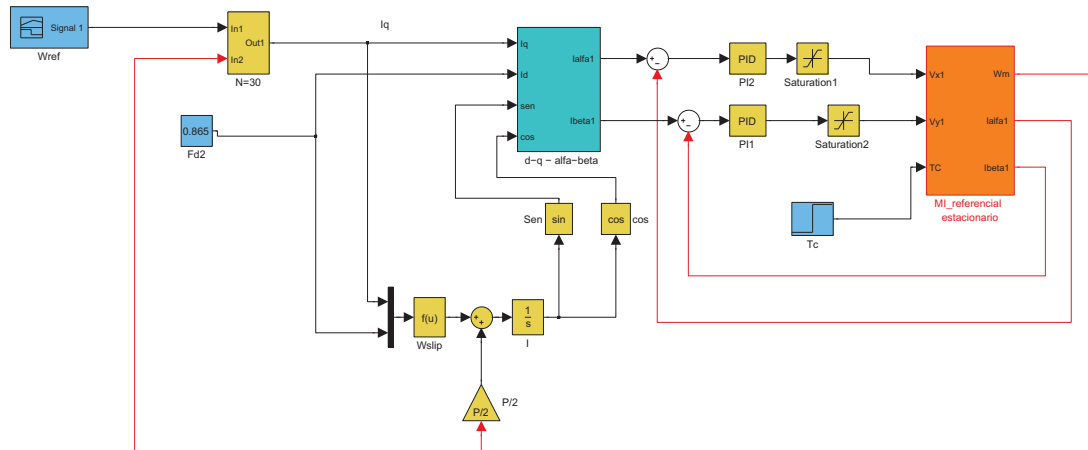 Signal 1
Wref
In1
In2
Out1
N=30
Iq
0.865
Fd2
Iq
Id
sen
cos
Ialfa1
Ibeta1
d-q - alfa-beta
PID
PI2
Saturation1
PID
PI1
Saturation2
Vx1
Vy1
TC
Wm
Ialfa1
Ibeta1
MI_referencial
estacionario
Tc
Sen
sin
cos
cos
f(u)
Wslip
1
s
I
P/2
P/2